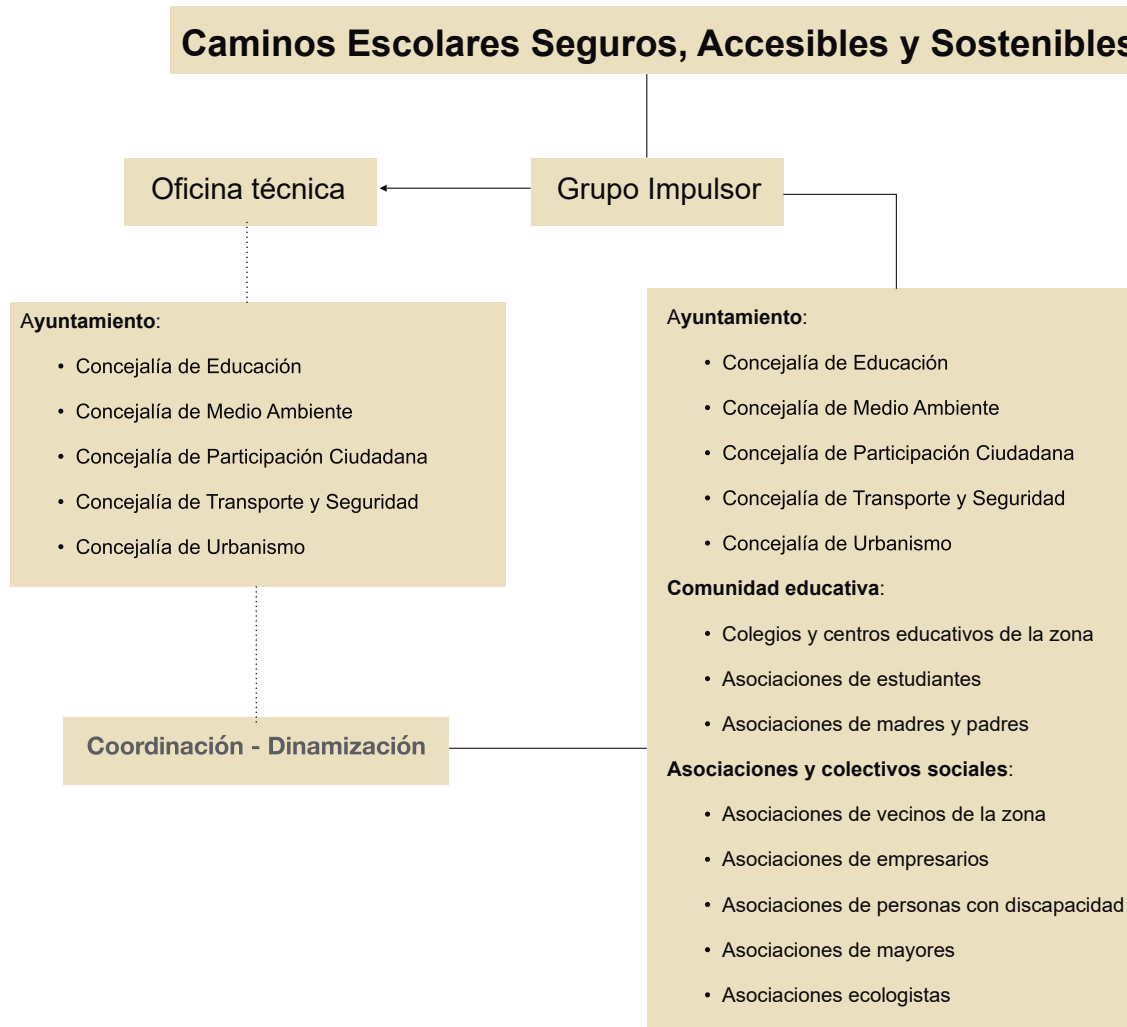 Caminos Escolares Seguros, Accesibles y Sostenibles
Oficina técnica
Grupo Impulsor
Ayuntamiento:
• Concejalía de Educación
• Concejalía de Medio Ambiente
• Concejalía de Participación Ciudadana
• Concejalía de Transporte y Seguridad
• Concejalía de Urbanismo
Coordinación - Dinamización
Ayuntamiento:
• Concejalía de Educación
• Concejalía de Medio Ambiente
• Concejalía de Participación Ciudadana
• Concejalía de Transporte y Seguridad
• Concejalía de Urbanismo
Comunidad educativa:
• Colegios y centros educativos de la zona
• Asociaciones de estudiantes
• Asociaciones de madres y padres
Asociaciones y colectivos sociales:
• Asociaciones de vecinos de la zona
• Asociaciones de empresarios
• Asociaciones de personas con discapacidad
• Asociaciones de mayores
• Asociaciones ecologistas